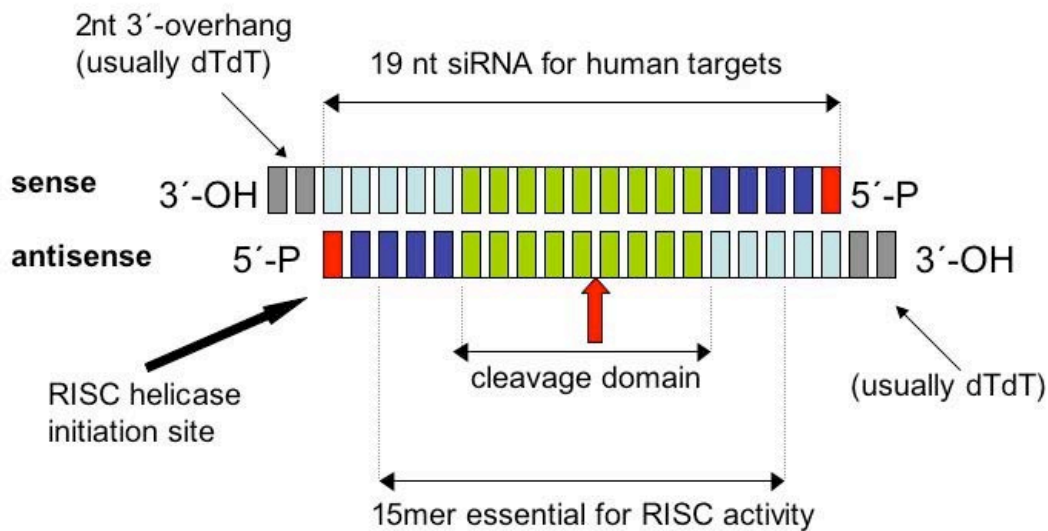 2nt 3´-overhang
(usually dTdT)
19 nt siRNA for human targets
sense
3´-OH
5´-P
antisense
5´-P
3´-OH
cleavage domain
(usually dTdT)
RISC helicase
initiation site
15mer essential for RISC activity